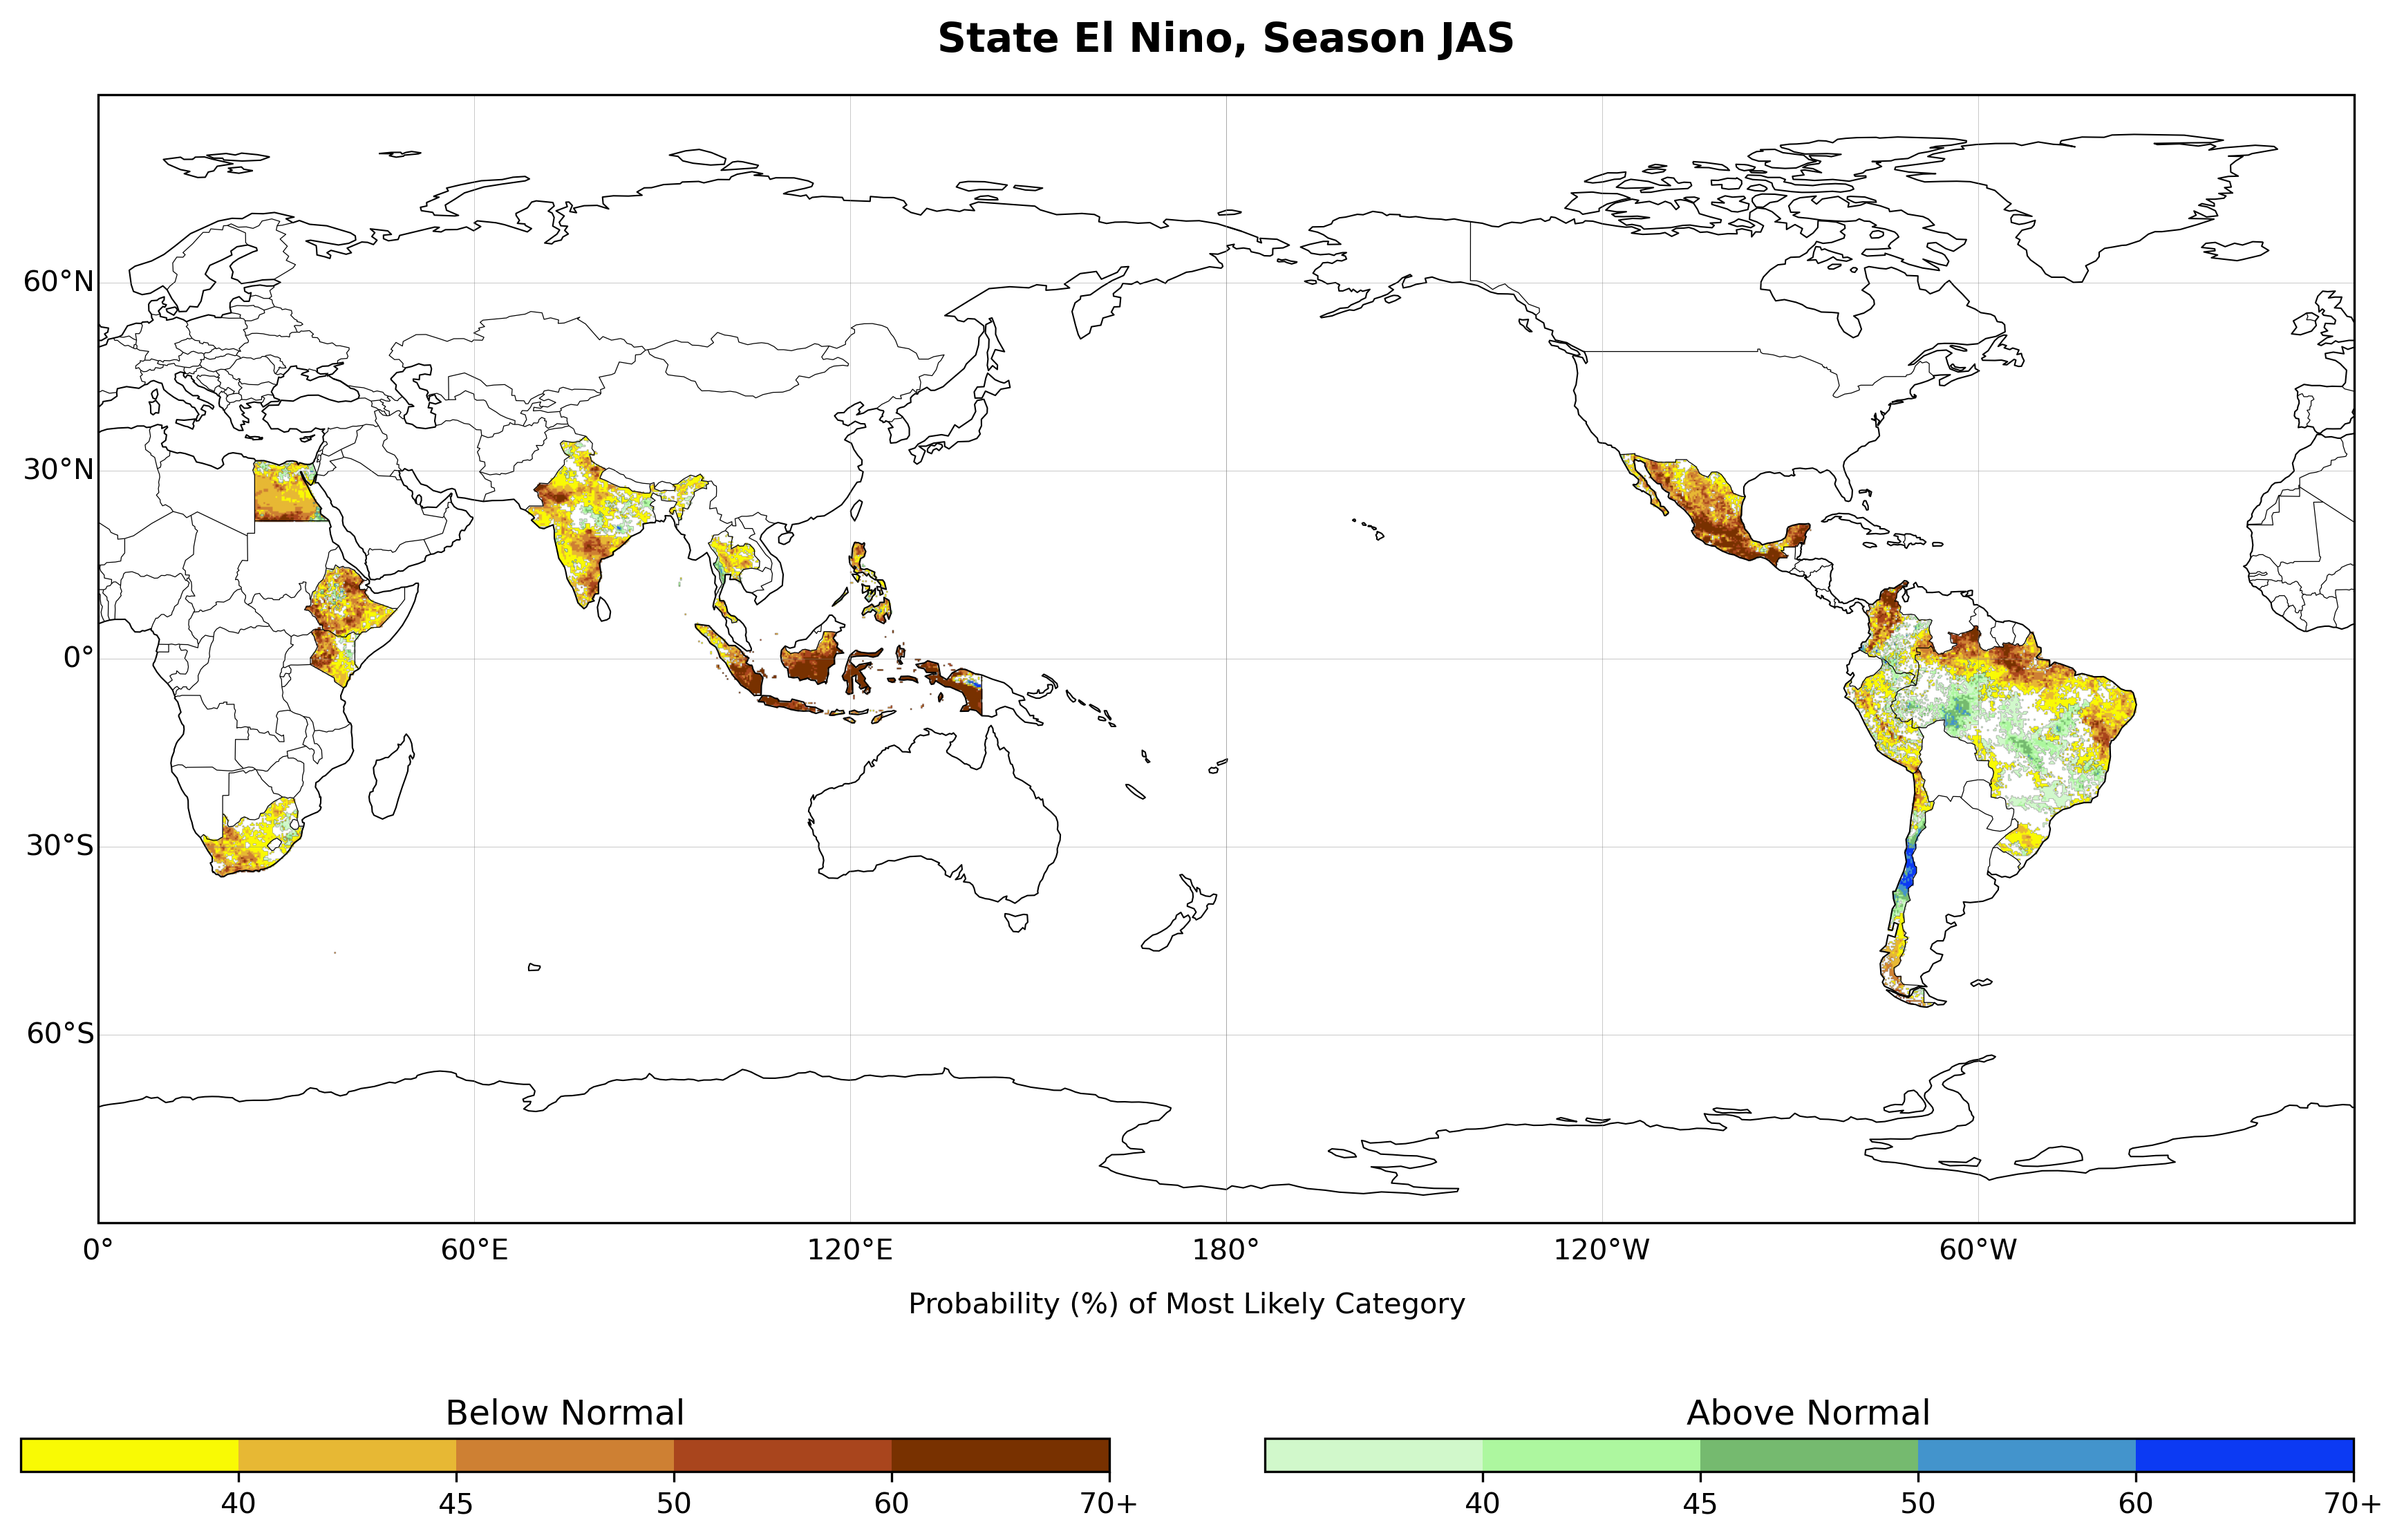 State El Nino, Season JAS
60°N
30°N
0°
30°S
60°S
0° 60°E 120°E 180° 120°W 60°W
Probability (%) of Most Likely Category
Below Normal Above Normal
40 45 50 60 70+ 40 45 50 60 70+